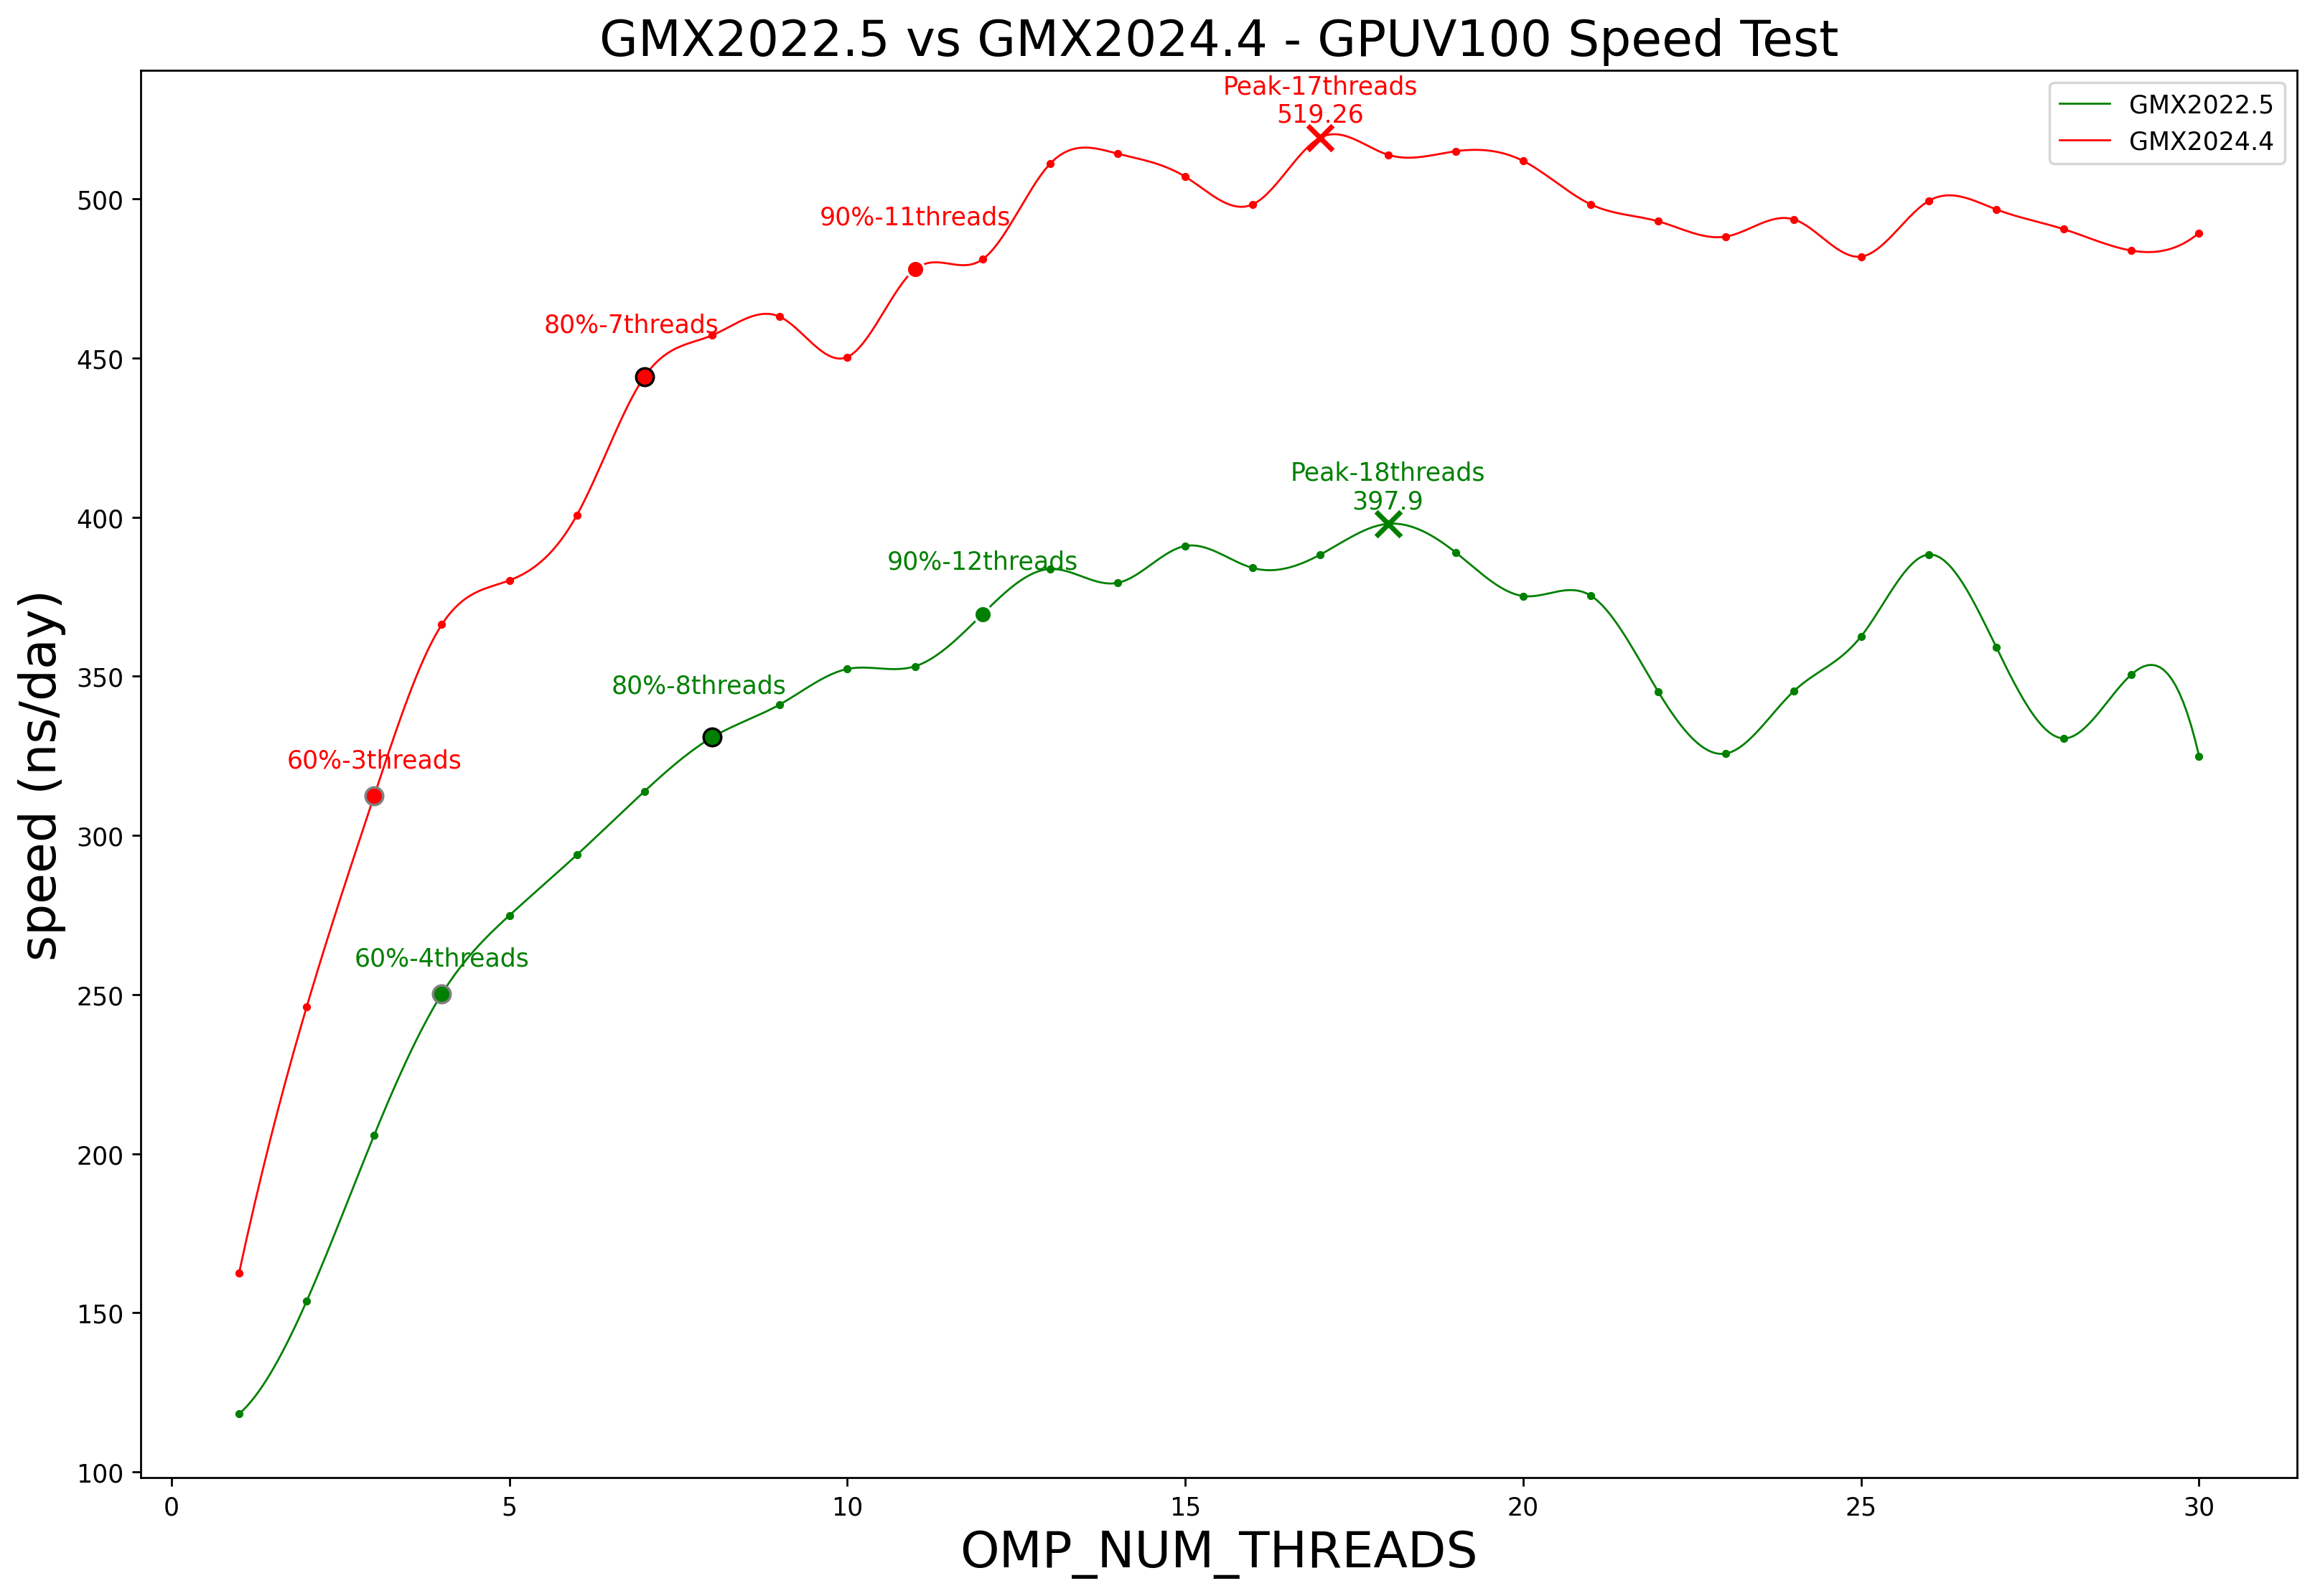 GMX2022.5 vs GMX2024.4 - GPUV100 Speed Test
Peak-17threads
519.26
GMX2022.5
GMX2024.4
90%-11threads
80%-7threads
Peak-18threads
397.9
90%-12threads
80%-8threads
60%-3threads
60%-4threads
speed (ns/day)
500
450
400
350
300
250
200
150
100
0 5 10 15 20 25 30
OMP_NUM_THREADS